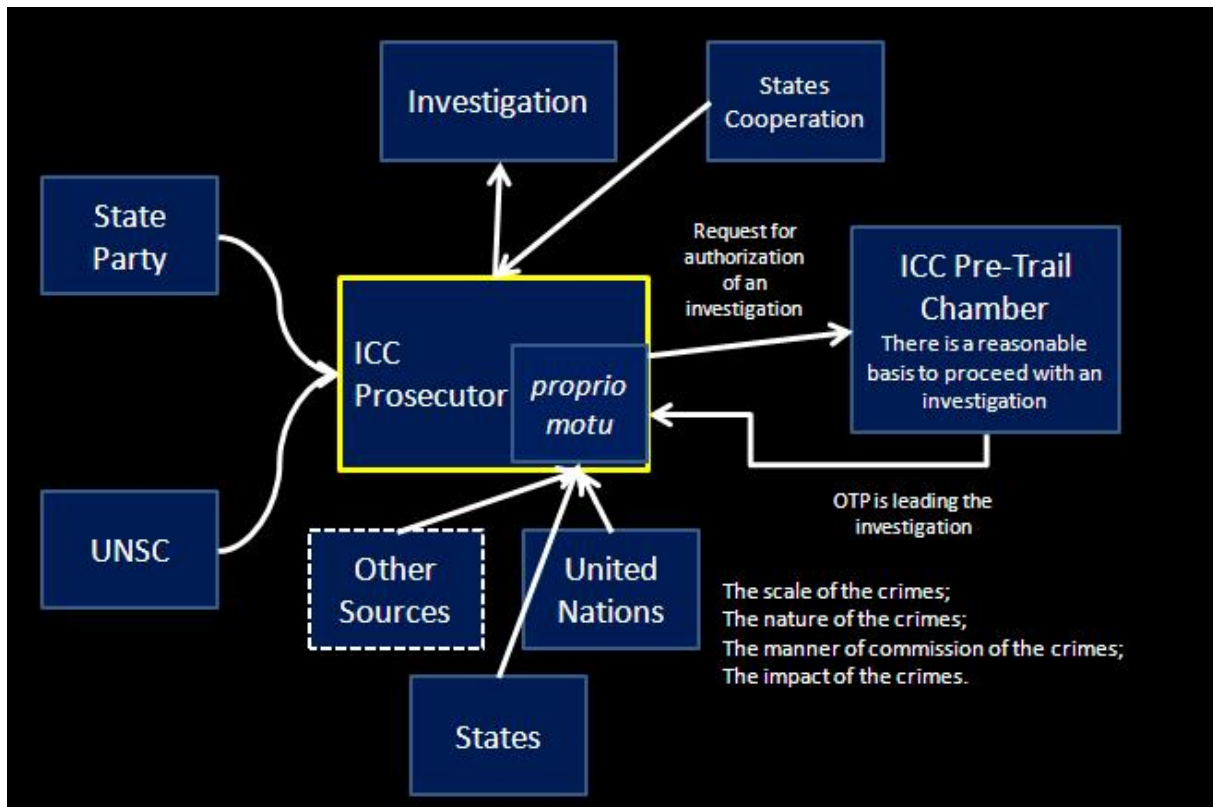 Investigation
States
Cooperation
State
Party
Request for
authorization
of an
investigation
ICC Pre-Trail
Chamber
There is a reasonable
basis to proceed with an
investigation
ICC
Prosecutor
proprio
motu
UNSC
OTP is leading the
investigation
Other
Sources
United
Nations
The scale of the crimes;
The nature of the crimes;
The manner of commission of the crimes;
The impact of the crimes.
States